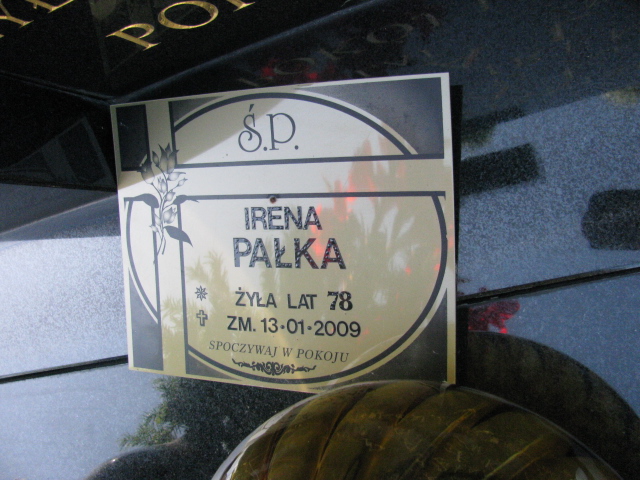 Ś.P.
IRENA
PAŁKA
ŻYŁA LAT 78
ZM. 13·01·2009
SPOCZYWAJ W POKOJU